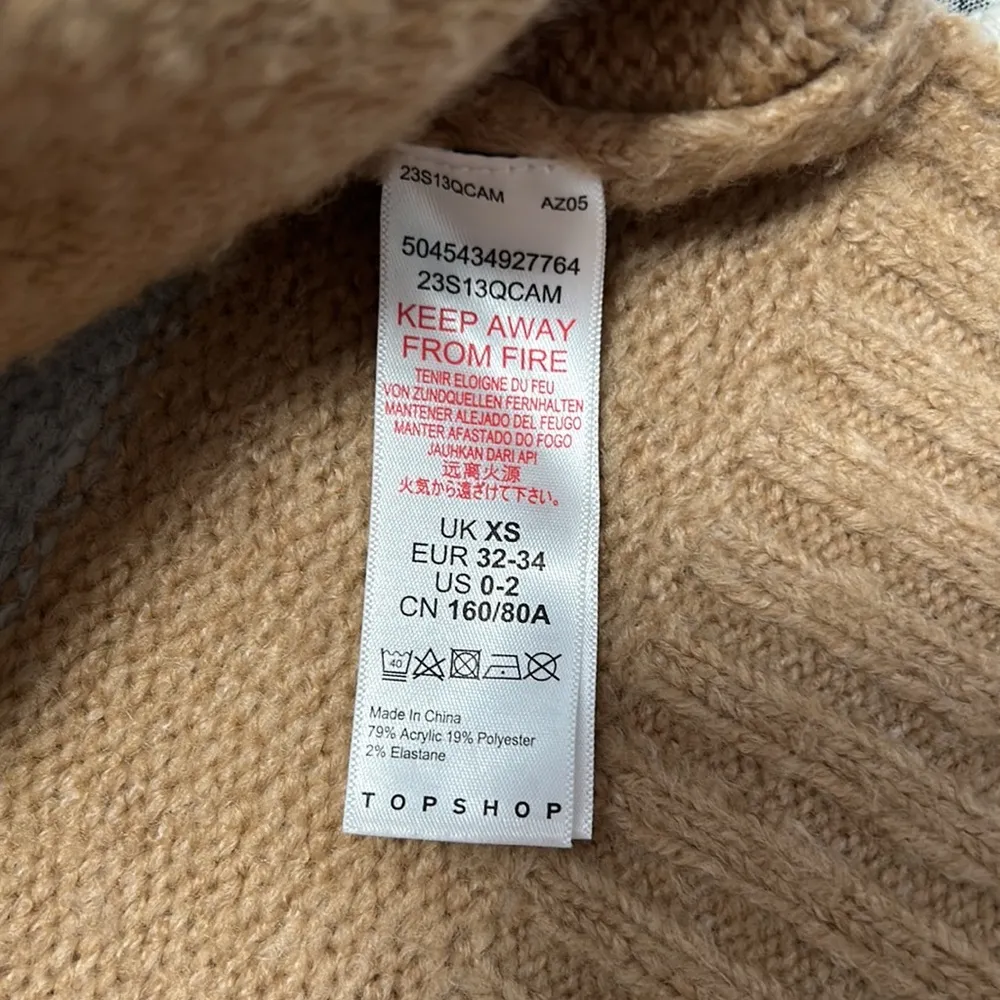 23S13QCAM AZ05
5045434927764
23S13QCAM
KEEP AWAY
FROM FIRE
TENIR ELOIGNE DU FEU
VON ZUNDQUELLEN FERNHALTEN
MANTENER ALEJADO DEL FEUGO
MANTER AFASTADO DO FOGO
JAUHKAN DARI API
远离火源
火気から遠ざけて下さい。
UK XS
EUR 32-34
US 0-2
CN 160/80A
40
Made In China
79% Acrylic 19% Polyester
2% Elastane
TOPSHOP